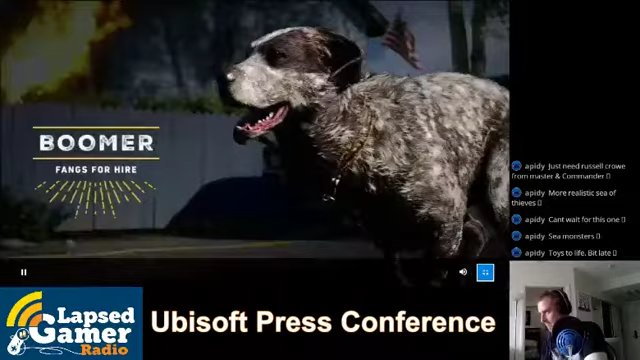 BOOMER
FANGS FOR HIRE
apidy Just need russell crowe
from master & Commander
apidy More realistic sea of
thieves
apidy Cant wait for this one
apidy Sea monsters
apidy Toys to life. Bit late
Lapsed
Gamer
Radio
Ubisoft Press Conference